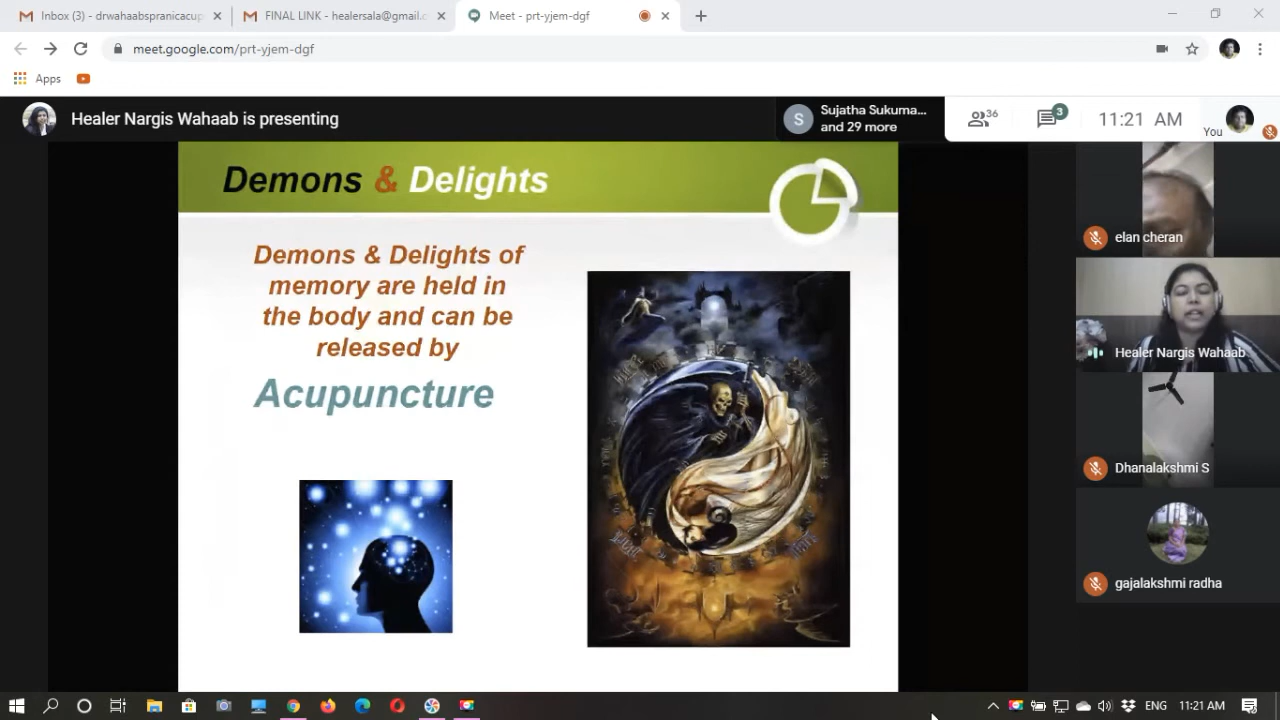 Inbox (3) - drwahaabspranicacup
FINAL LINK - healersala@gmail.c
Meet - prt-yjem-dgf
meet.google.com/prt-yjem-dgf
Apps
Healer Nargis Wahaab is presenting
S
Sujatha Sukuma...
and 29 more
36
3
11:21 AM
You
Demons & Delights
Demons & Delights of
memory are held in
the body and can be
released by
Acupuncture
elan cheran
Healer Nargis Wahaab
Dhanalakshmi S
gajalakshmi radha
ENG
11:21 AM